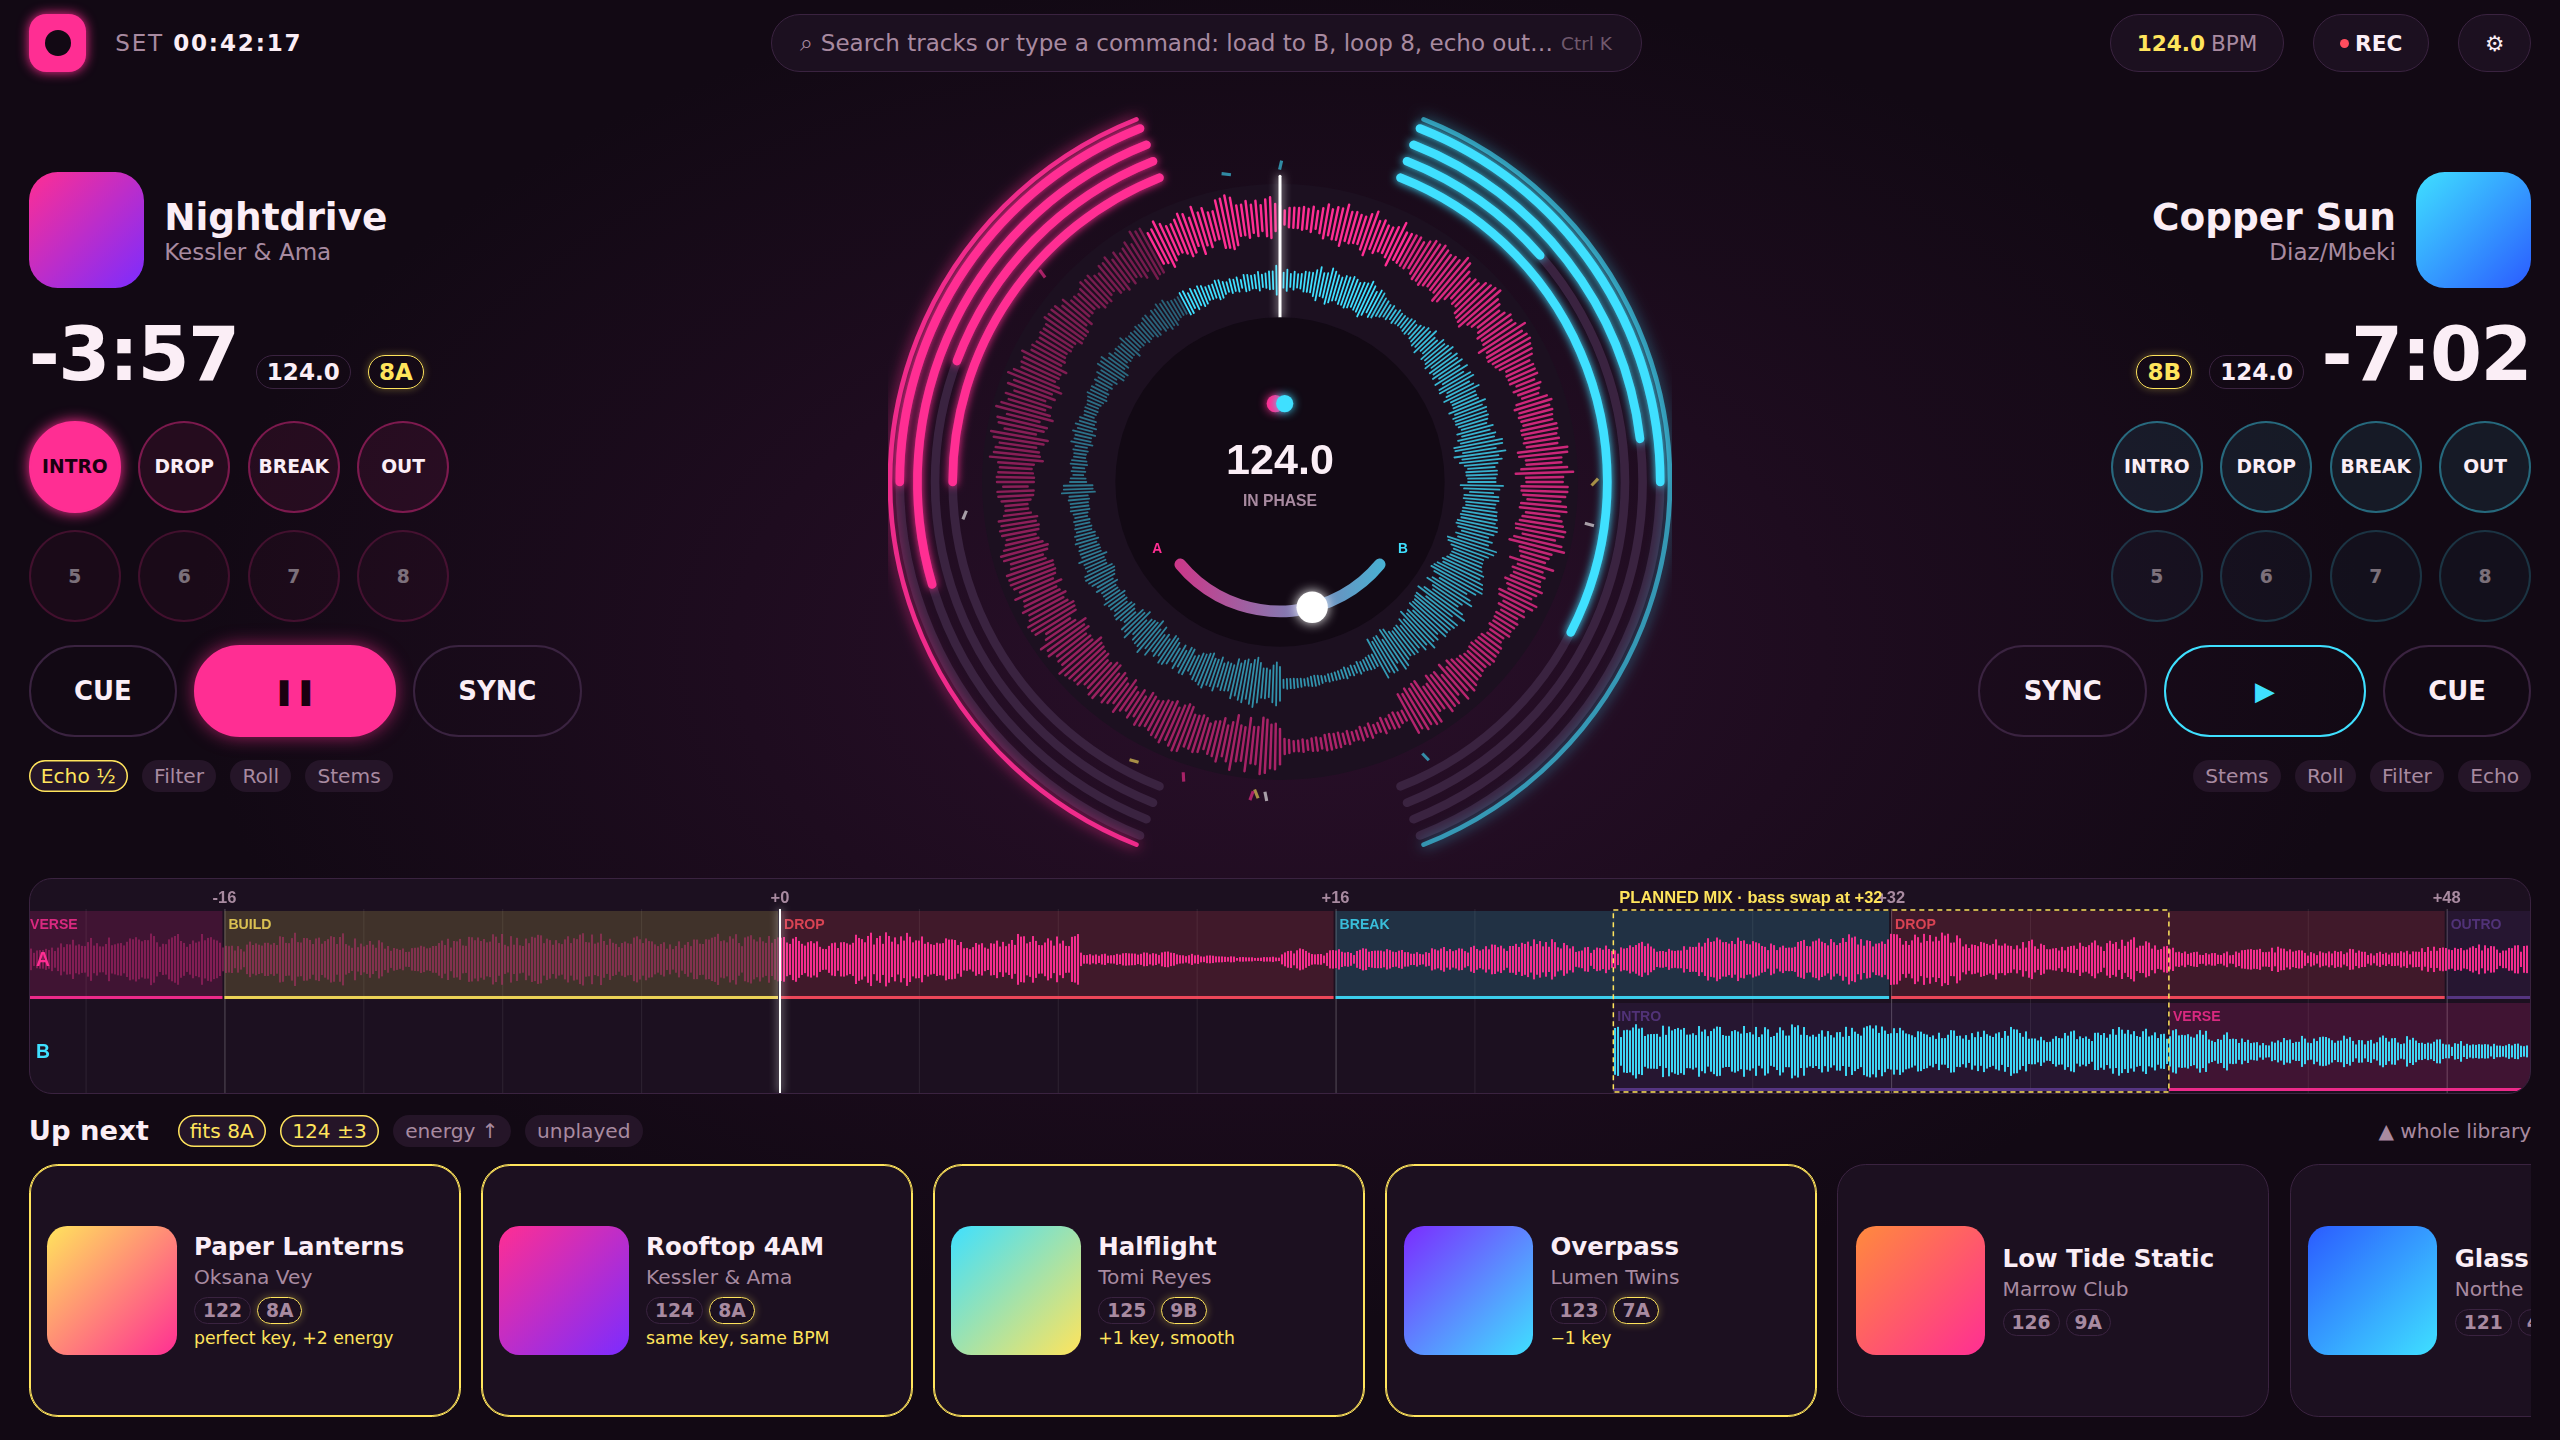 SET 00:42:17
⌕ Search tracks or type a command: load to B, loop 8, echo out… Ctrl K
124.0 BPM
REC
⚙
Nightdrive
Kessler & Ama
-3:57 124.0 8A
INTRO DROP BREAK OUT
5 6 7 8
CUE ❚❚ SYNC
Echo ½ Filter Roll Stems
124.0
IN PHASE
A B
Copper Sun
Diaz/Mbeki
8B 124.0 -7:02
INTRO DROP BREAK OUT
5 6 7 8
SYNC ▶ CUE
Stems Roll Filter Echo
-16 +0 +16 PLANNED MIX · bass swap at +32 +32 +48
VERSE BUILD DROP BREAK DROP OUTRO
A
INTRO VERSE
B
Up next fits 8A 124 ±3 energy ↑ unplayed ▲ whole library
Paper Lanterns
Oksana Vey
122 8A
perfect key, +2 energy
Rooftop 4AM
Kessler & Ama
124 8A
same key, same BPM
Halflight
Tomi Reyes
125 9B
+1 key, smooth
Overpass
Lumen Twins
123 7A
−1 key
Low Tide Static
Marrow Club
126 9A
Glass
Northe
121